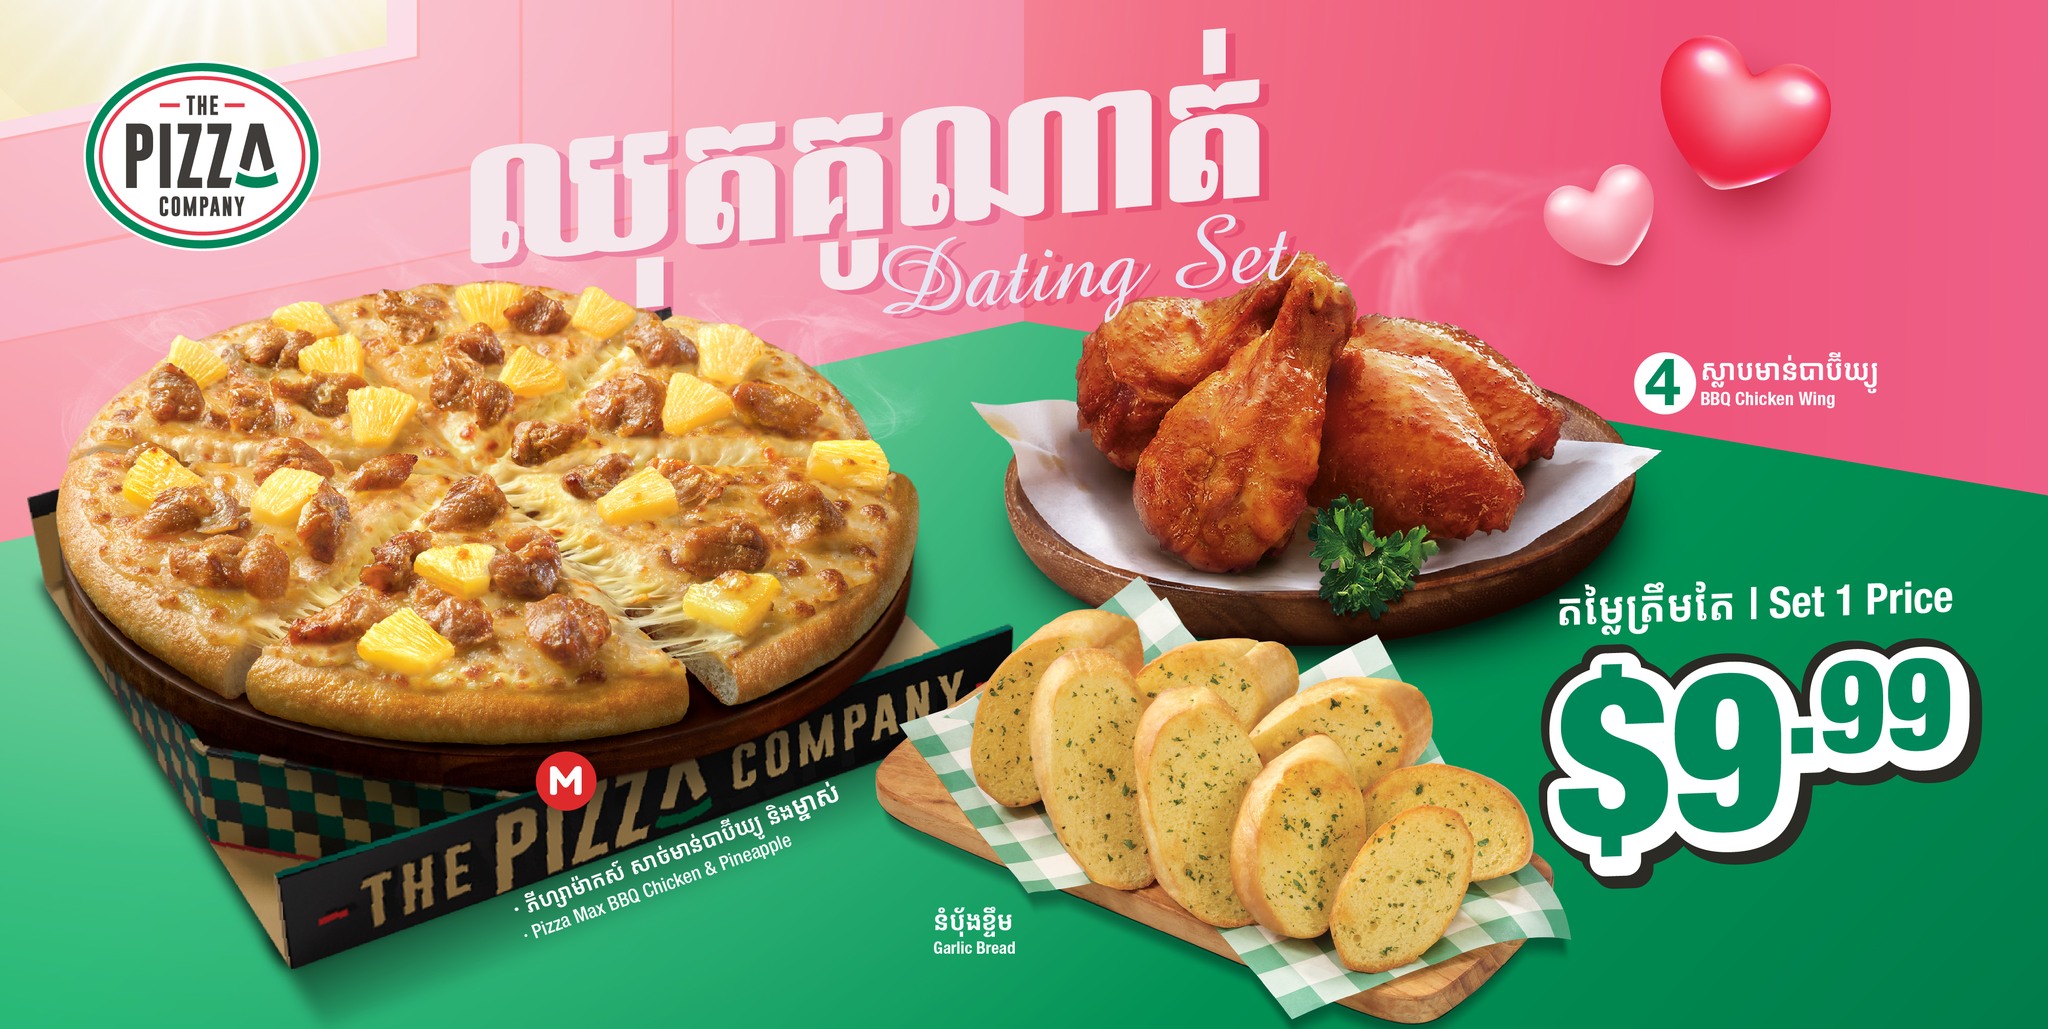 THE
PIZZA
COMPANY
ឈុតគូណាត់
Dating Set
4
ស្លាបមាន់បាប៊ីឃ្យូ
BBQ Chicken Wing
តម្លៃត្រឹមតែ | Set 1 Price
$9.99
THE PIZZA COMPANY
M
· ភីហ្សាម៉ាកស៍ សាច់មាន់បាប៊ីឃ្យូ និងម្នាស់
· Pizza Max BBQ Chicken & Pineapple
នំប៉័ងខ្ទឹម
Garlic Bread